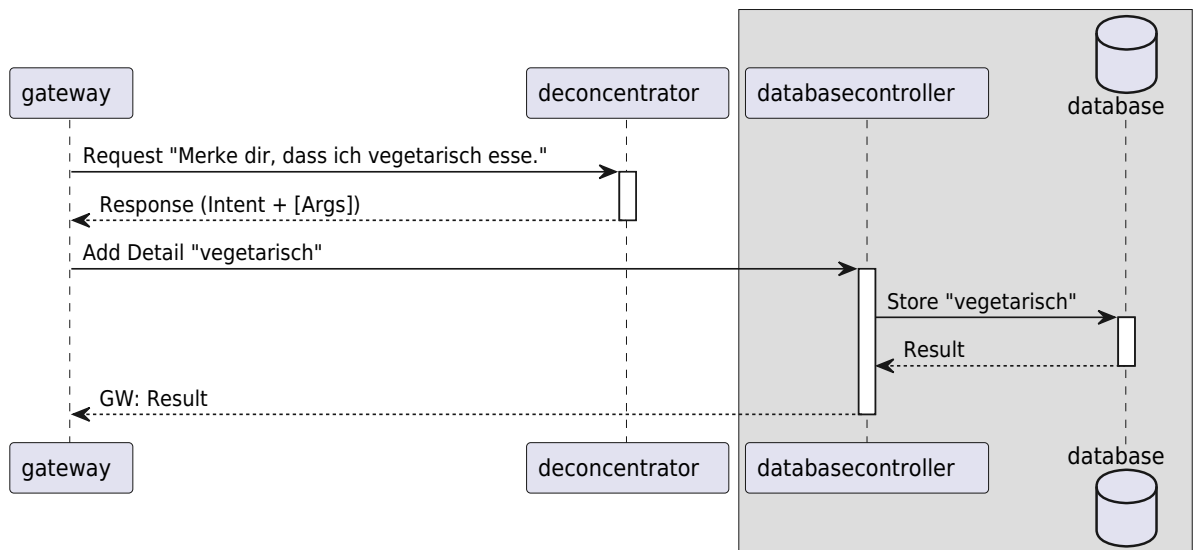 gateway
deconcentrator
databasecontroller
database
Request "Merke dir, dass ich vegetarisch esse."
Response (Intent + [Args])
Add Detail "vegetarisch"
Store "vegetarisch"
Result
GW: Result
gateway
deconcentrator
databasecontroller
database